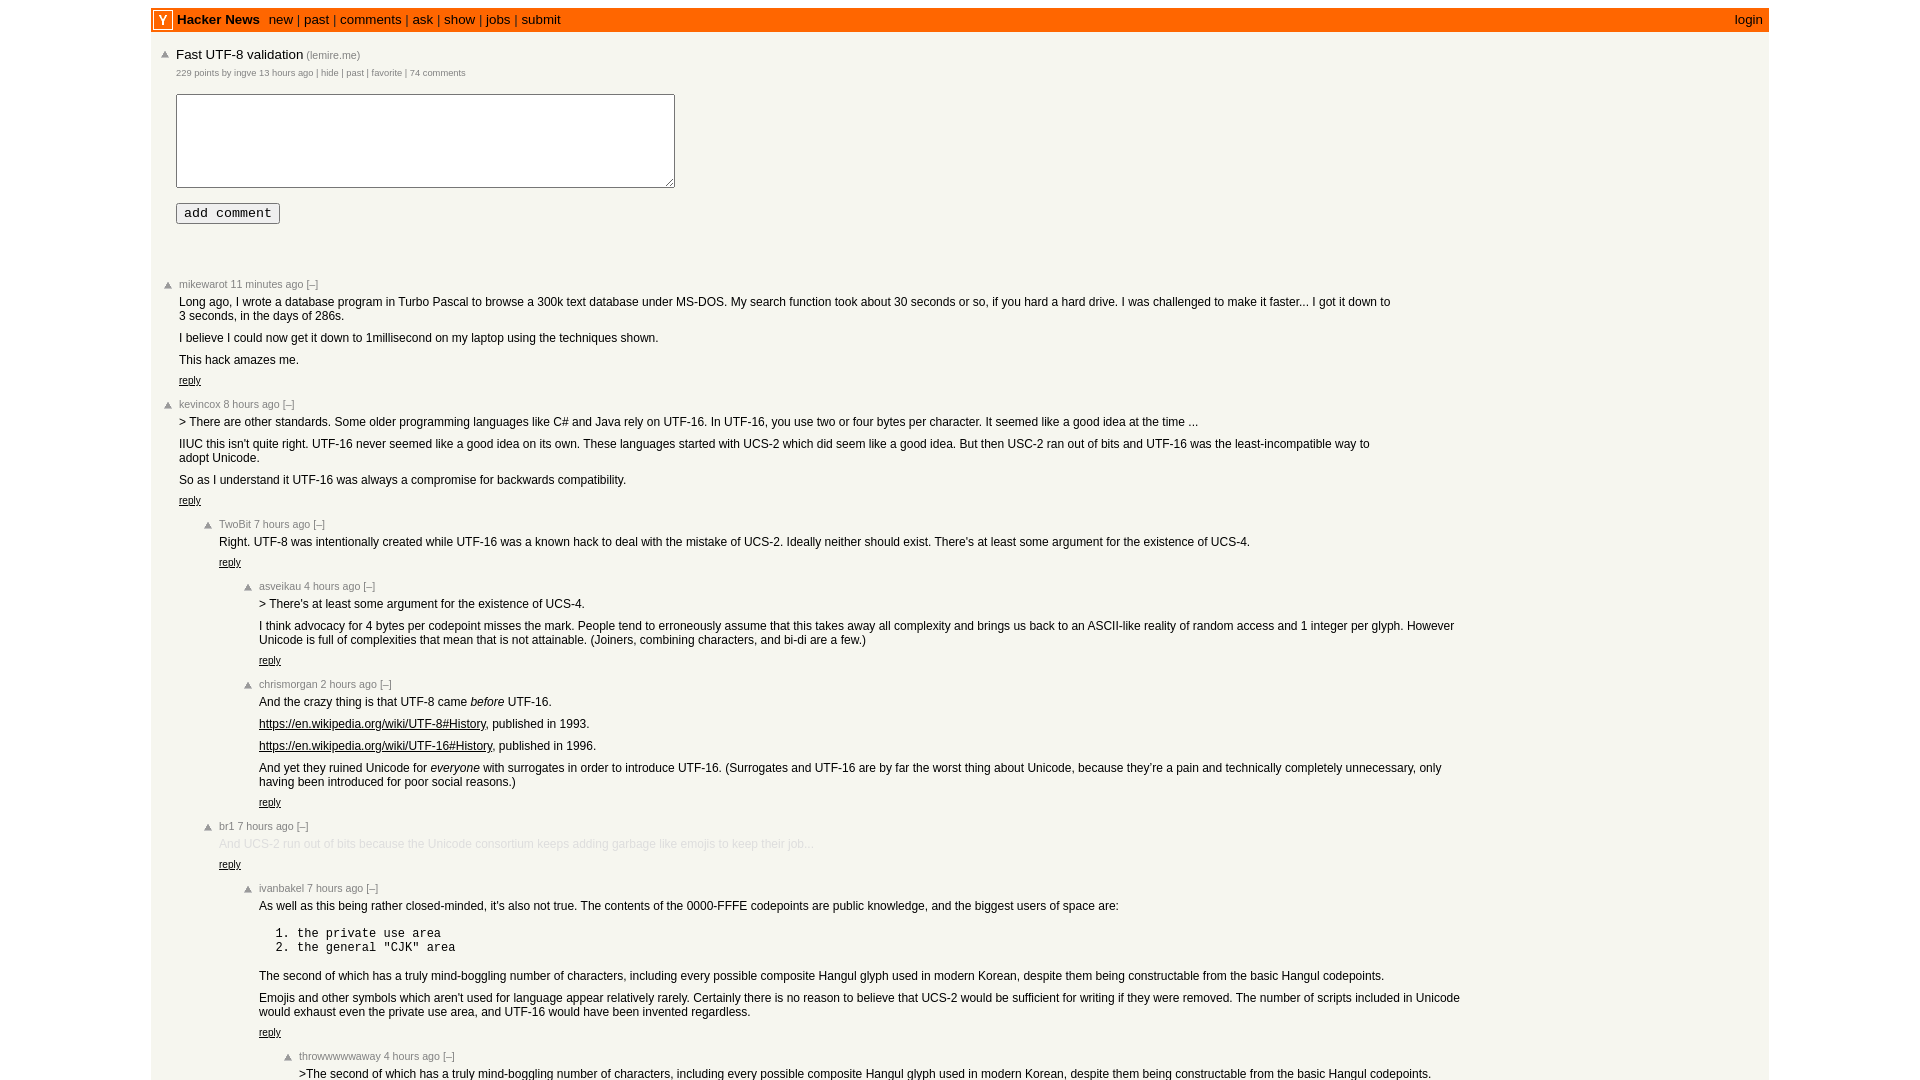 Y Hacker News new | past | comments | ask | show | jobs | submit login
Fast UTF-8 validation (lemire.me)
229 points by ingve 13 hours ago | hide | past | favorite | 74 comments
add comment
mikewarot 11 minutes ago [–]
Long ago, I wrote a database program in Turbo Pascal to browse a 300k text database under MS-DOS. My search function took about 30 seconds or so, if you hard a hard drive. I was challenged to make it faster... I got it down to
3 seconds, in the days of 286s.
I believe I could now get it down to 1millisecond on my laptop using the techniques shown.
This hack amazes me.
reply
kevincox 8 hours ago [–]
> There are other standards. Some older programming languages like C# and Java rely on UTF-16. In UTF-16, you use two or four bytes per character. It seemed like a good idea at the time ...
IIUC this isn't quite right. UTF-16 never seemed like a good idea on its own. These languages started with UCS-2 which did seem like a good idea. But then USC-2 ran out of bits and UTF-16 was the least-incompatible way to
adopt Unicode.
So as I understand it UTF-16 was always a compromise for backwards compatibility.
reply
TwoBit 7 hours ago [–]
Right. UTF-8 was intentionally created while UTF-16 was a known hack to deal with the mistake of UCS-2. Ideally neither should exist. There's at least some argument for the existence of UCS-4.
reply
asveikau 4 hours ago [–]
> There's at least some argument for the existence of UCS-4.
I think advocacy for 4 bytes per codepoint misses the mark. People tend to erroneously assume that this takes away all complexity and brings us back to an ASCII-like reality of random access and 1 integer per glyph. However
Unicode is full of complexities that mean that is not attainable. (Joiners, combining characters, and bi-di are a few.)
reply
chrismorgan 2 hours ago [–]
And the crazy thing is that UTF-8 came before UTF-16.
https://en.wikipedia.org/wiki/UTF-8#History, published in 1993.
https://en.wikipedia.org/wiki/UTF-16#History, published in 1996.
And yet they ruined Unicode for everyone with surrogates in order to introduce UTF-16. (Surrogates and UTF-16 are by far the worst thing about Unicode, because they’re a pain and technically completely unnecessary, only
having been introduced for poor social reasons.)
reply
br1 7 hours ago [–]
And UCS-2 run out of bits because the Unicode consortium keeps adding garbage like emojis to keep their job...
reply
ivanbakel 7 hours ago [–]
As well as this being rather closed-minded, it's also not true. The contents of the 0000-FFFE codepoints are public knowledge, and the biggest users of space are:
1. the private use area
2. the general "CJK" area
The second of which has a truly mind-boggling number of characters, including every possible composite Hangul glyph used in modern Korean, despite them being constructable from the basic Hangul codepoints.
Emojis and other symbols which aren't used for language appear relatively rarely. Certainly there is no reason to believe that UCS-2 would be sufficient for writing if they were removed. The number of scripts included in Unicode
would exhaust even the private use area, and UTF-16 would have been invented regardless.
reply
throwwwwwaway 4 hours ago [–]
>The second of which has a truly mind-boggling number of characters, including every possible composite Hangul glyph used in modern Korean, despite them being constructable from the basic Hangul codepoints.